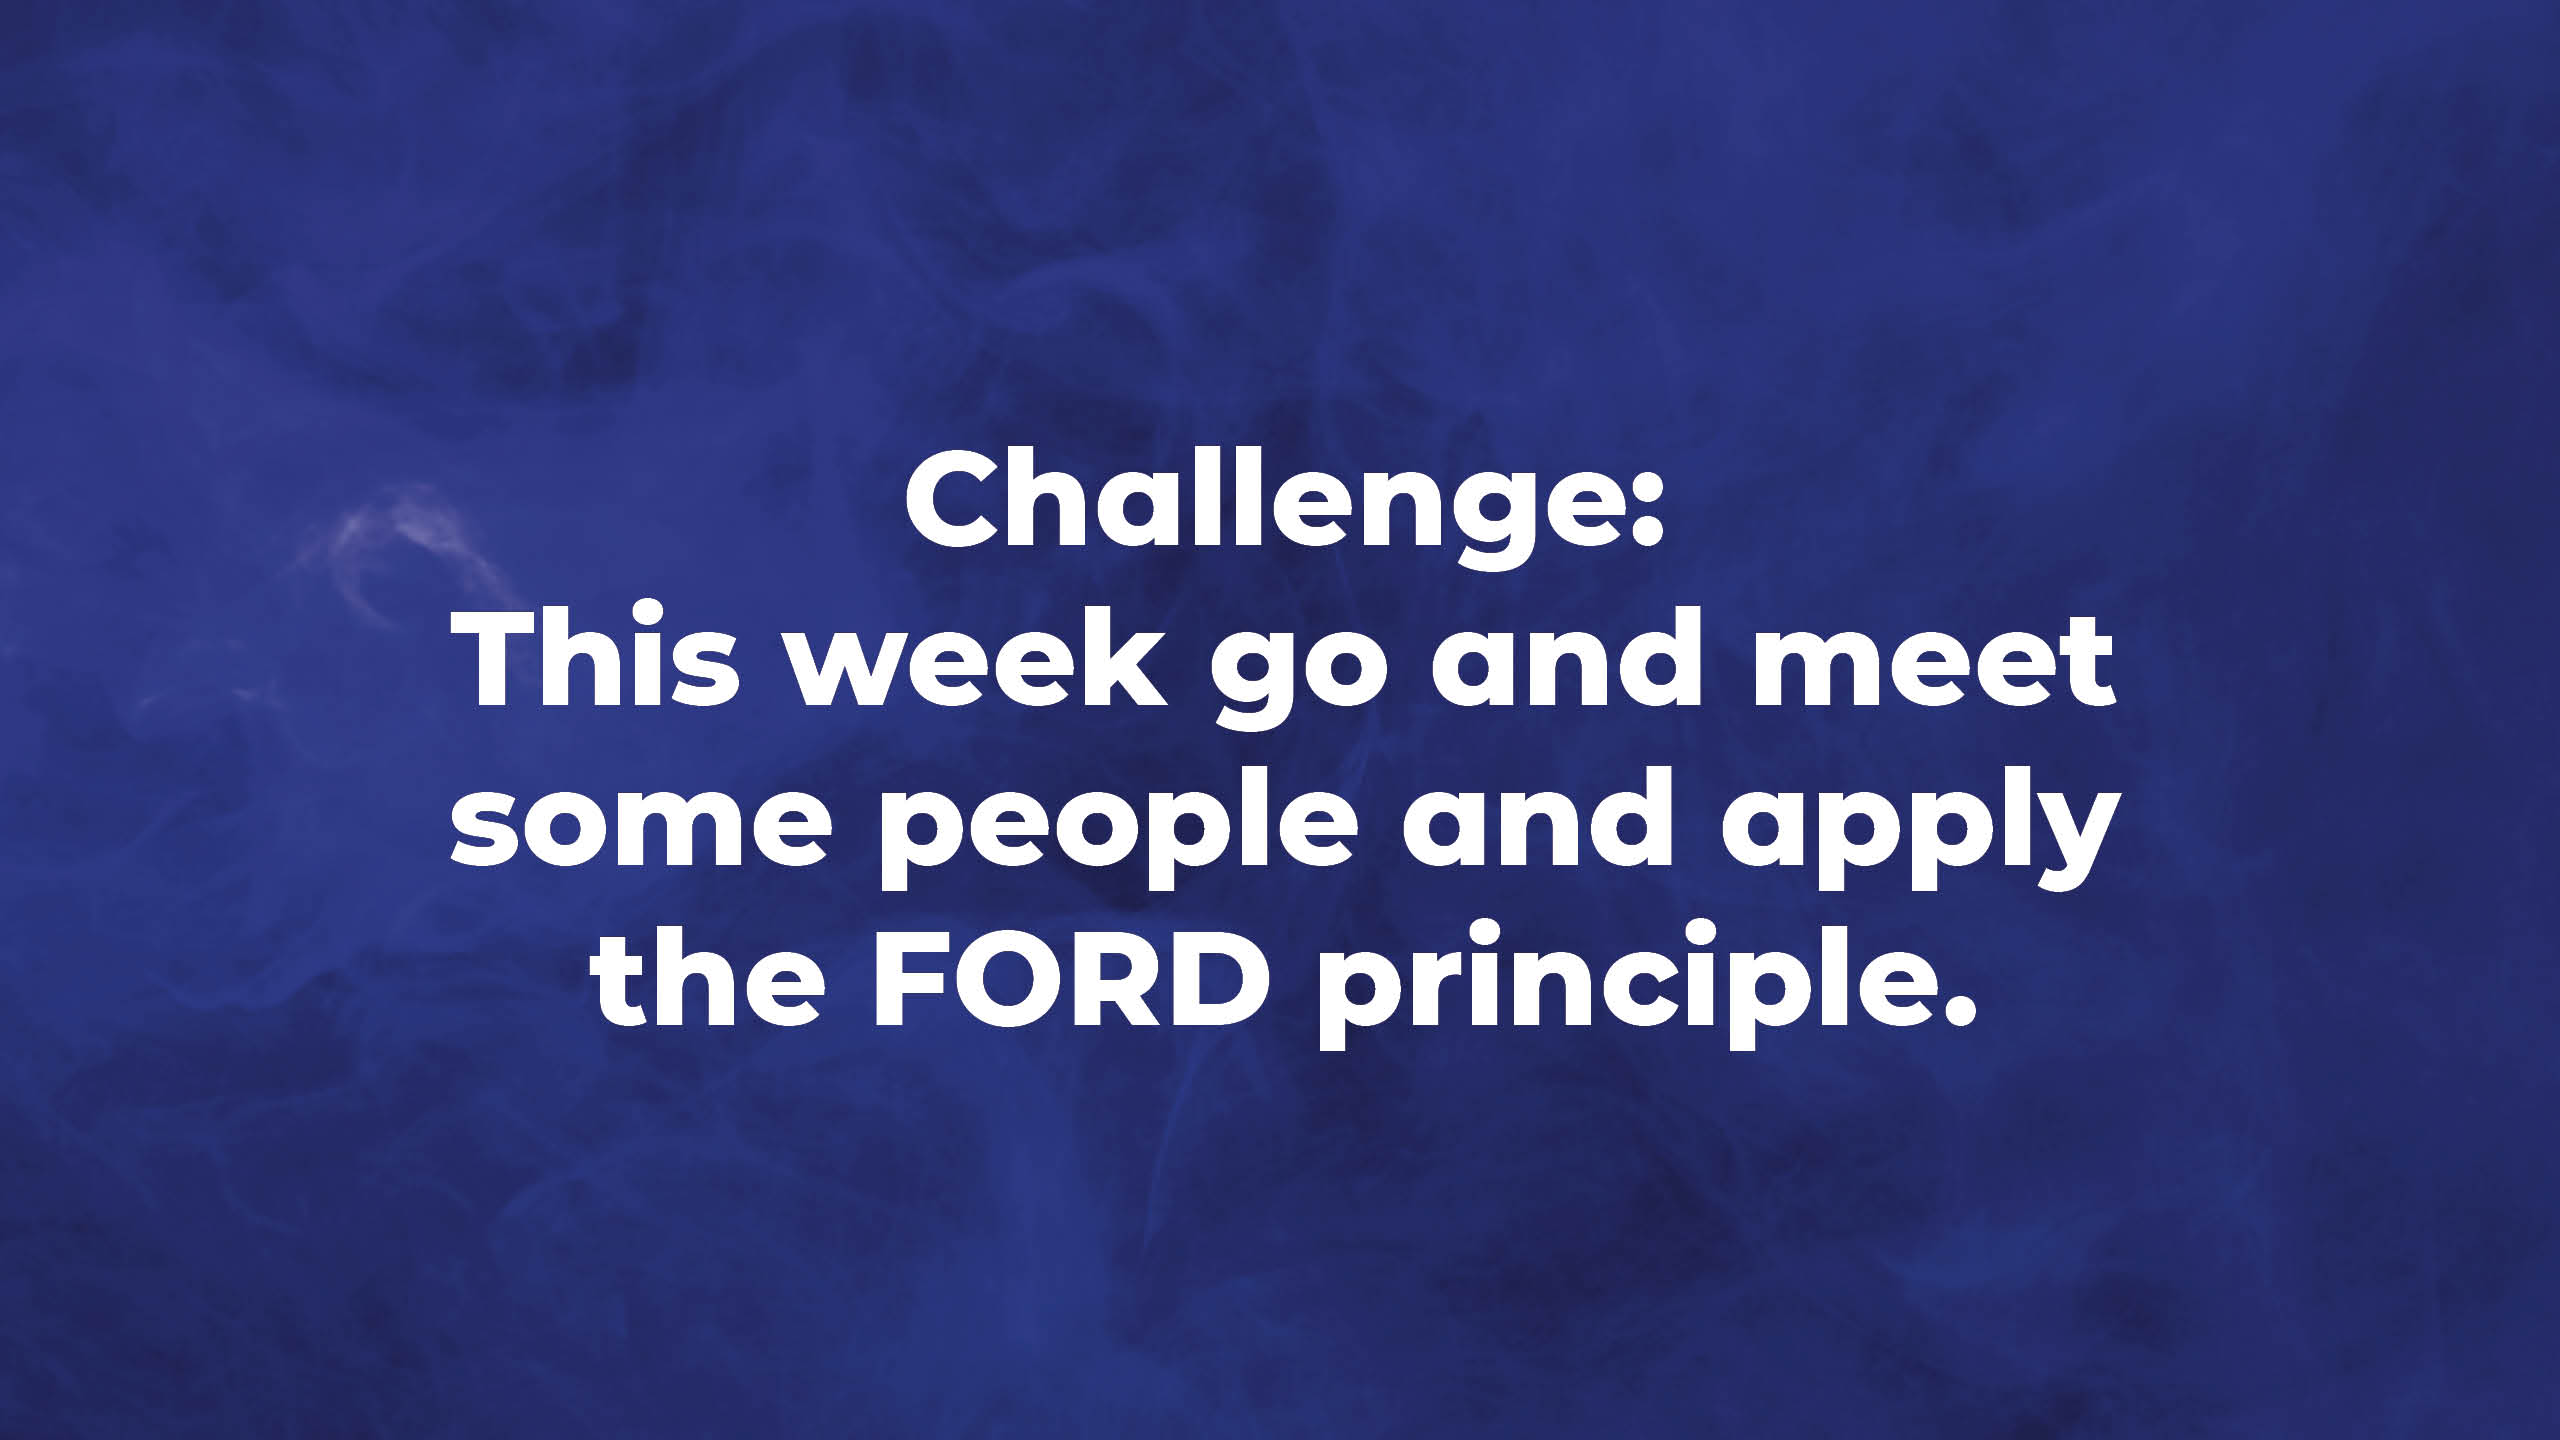 Challenge:
This week go and meet
some people and apply
the FORD principle.